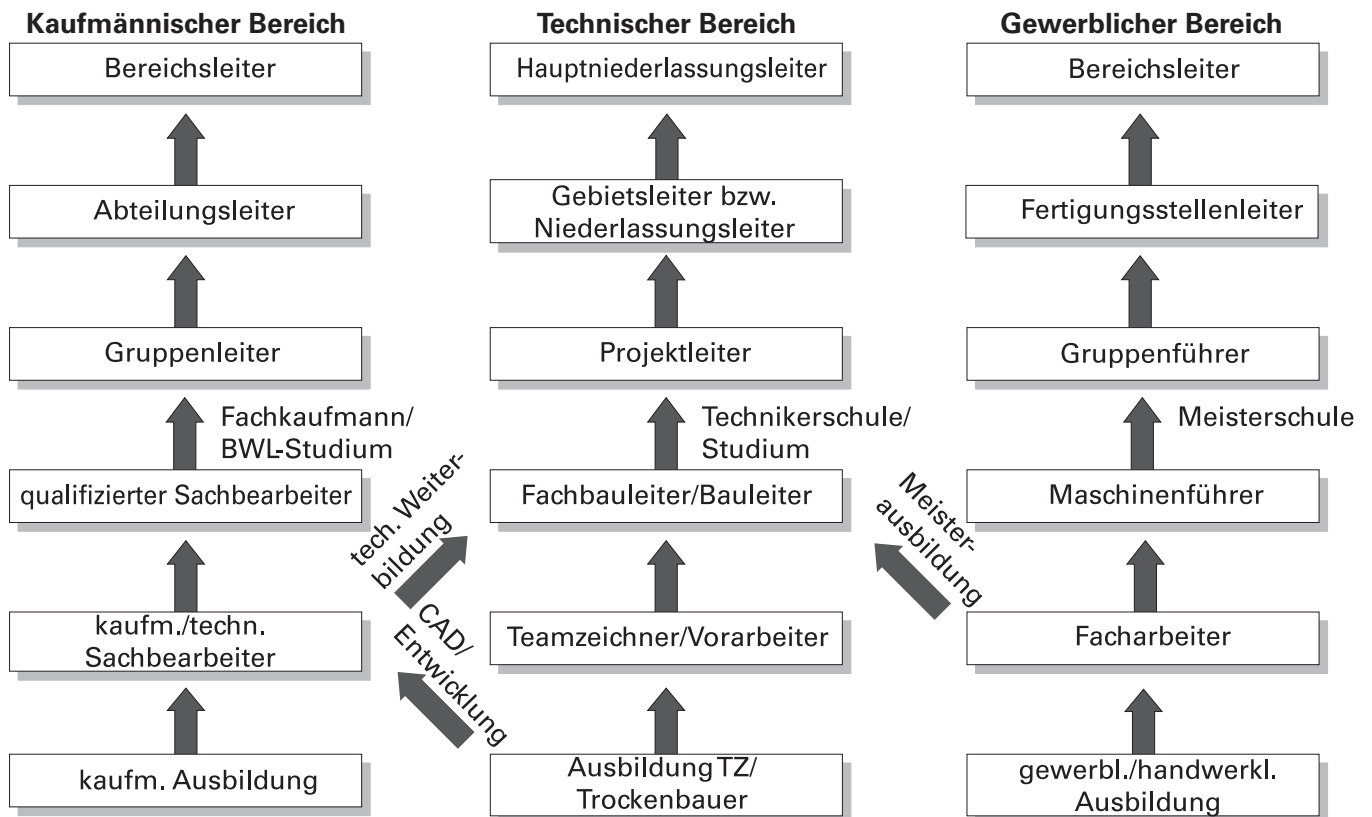 Kaufmännischer Bereich
Bereichsleiter
Abteilungsleiter
Gruppenleiter
Fachkaufmann/
BWL-Studium
qualifizierter Sachbearbeiter
tech. Weiter-
bildung
kaufm./techn.
Sachbearbeiter
CAD/
Entwicklung
kaufm. Ausbildung
Technischer Bereich
Hauptniederlassungsleiter
Gebietsleiter bzw.
Niederlassungsleiter
Projektleiter
Technikerschule/
Studium
Fachbauleiter/Bauleiter
Teamzeichner/Vorarbeiter
Ausbildung TZ/
Trockenbauer
Gewerblicher Bereich
Bereichsleiter
Fertigungsstellenleiter
Gruppenführer
Meisterschule
Maschinenführer
Meister-
ausbildung
Facharbeiter
gewerbl./handwerkl.
Ausbildung